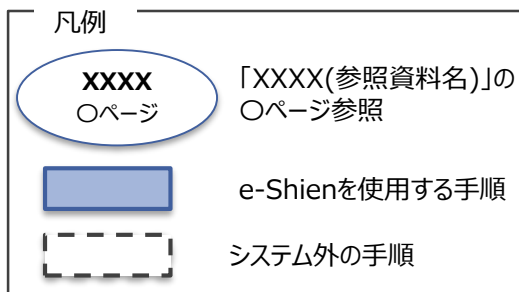 凡例
XXXX
〇ページ
「XXXX(参照資料名)」の
〇ページ参照
e-Shienを使用する手順
システム外の手順